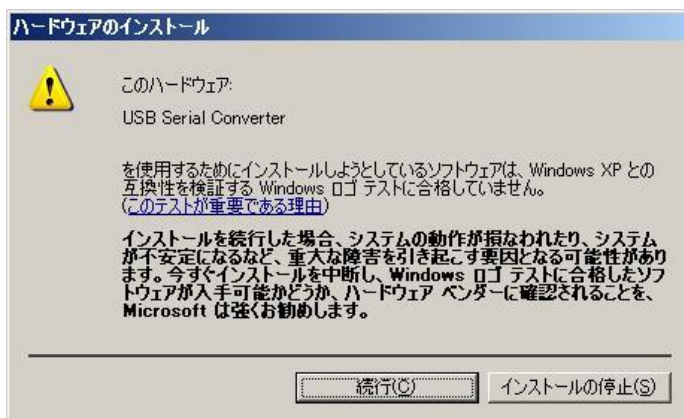 ハードウェアのインストール
このハードウェア:
USB Serial Converter
を使用するためにインストールしようとしているソフトウェアは、Windows XP との
互換性を検証する Windows ロゴ テストに合格していません。
(このテストが重要である理由)
インストールを続行した場合、システムの動作が損なわれたり、システム
が不安定になるなど、重大な障害を引き起こす要因となる可能性があり
ます。今すぐインストールを中断し、Windows ロゴ テストに合格したソフ
トウェアが入手可能かどうか、ハードウェア ベンダーに確認されることを、
Microsoft は強くお勧めします。
続行(C)
インストールの停止(S)